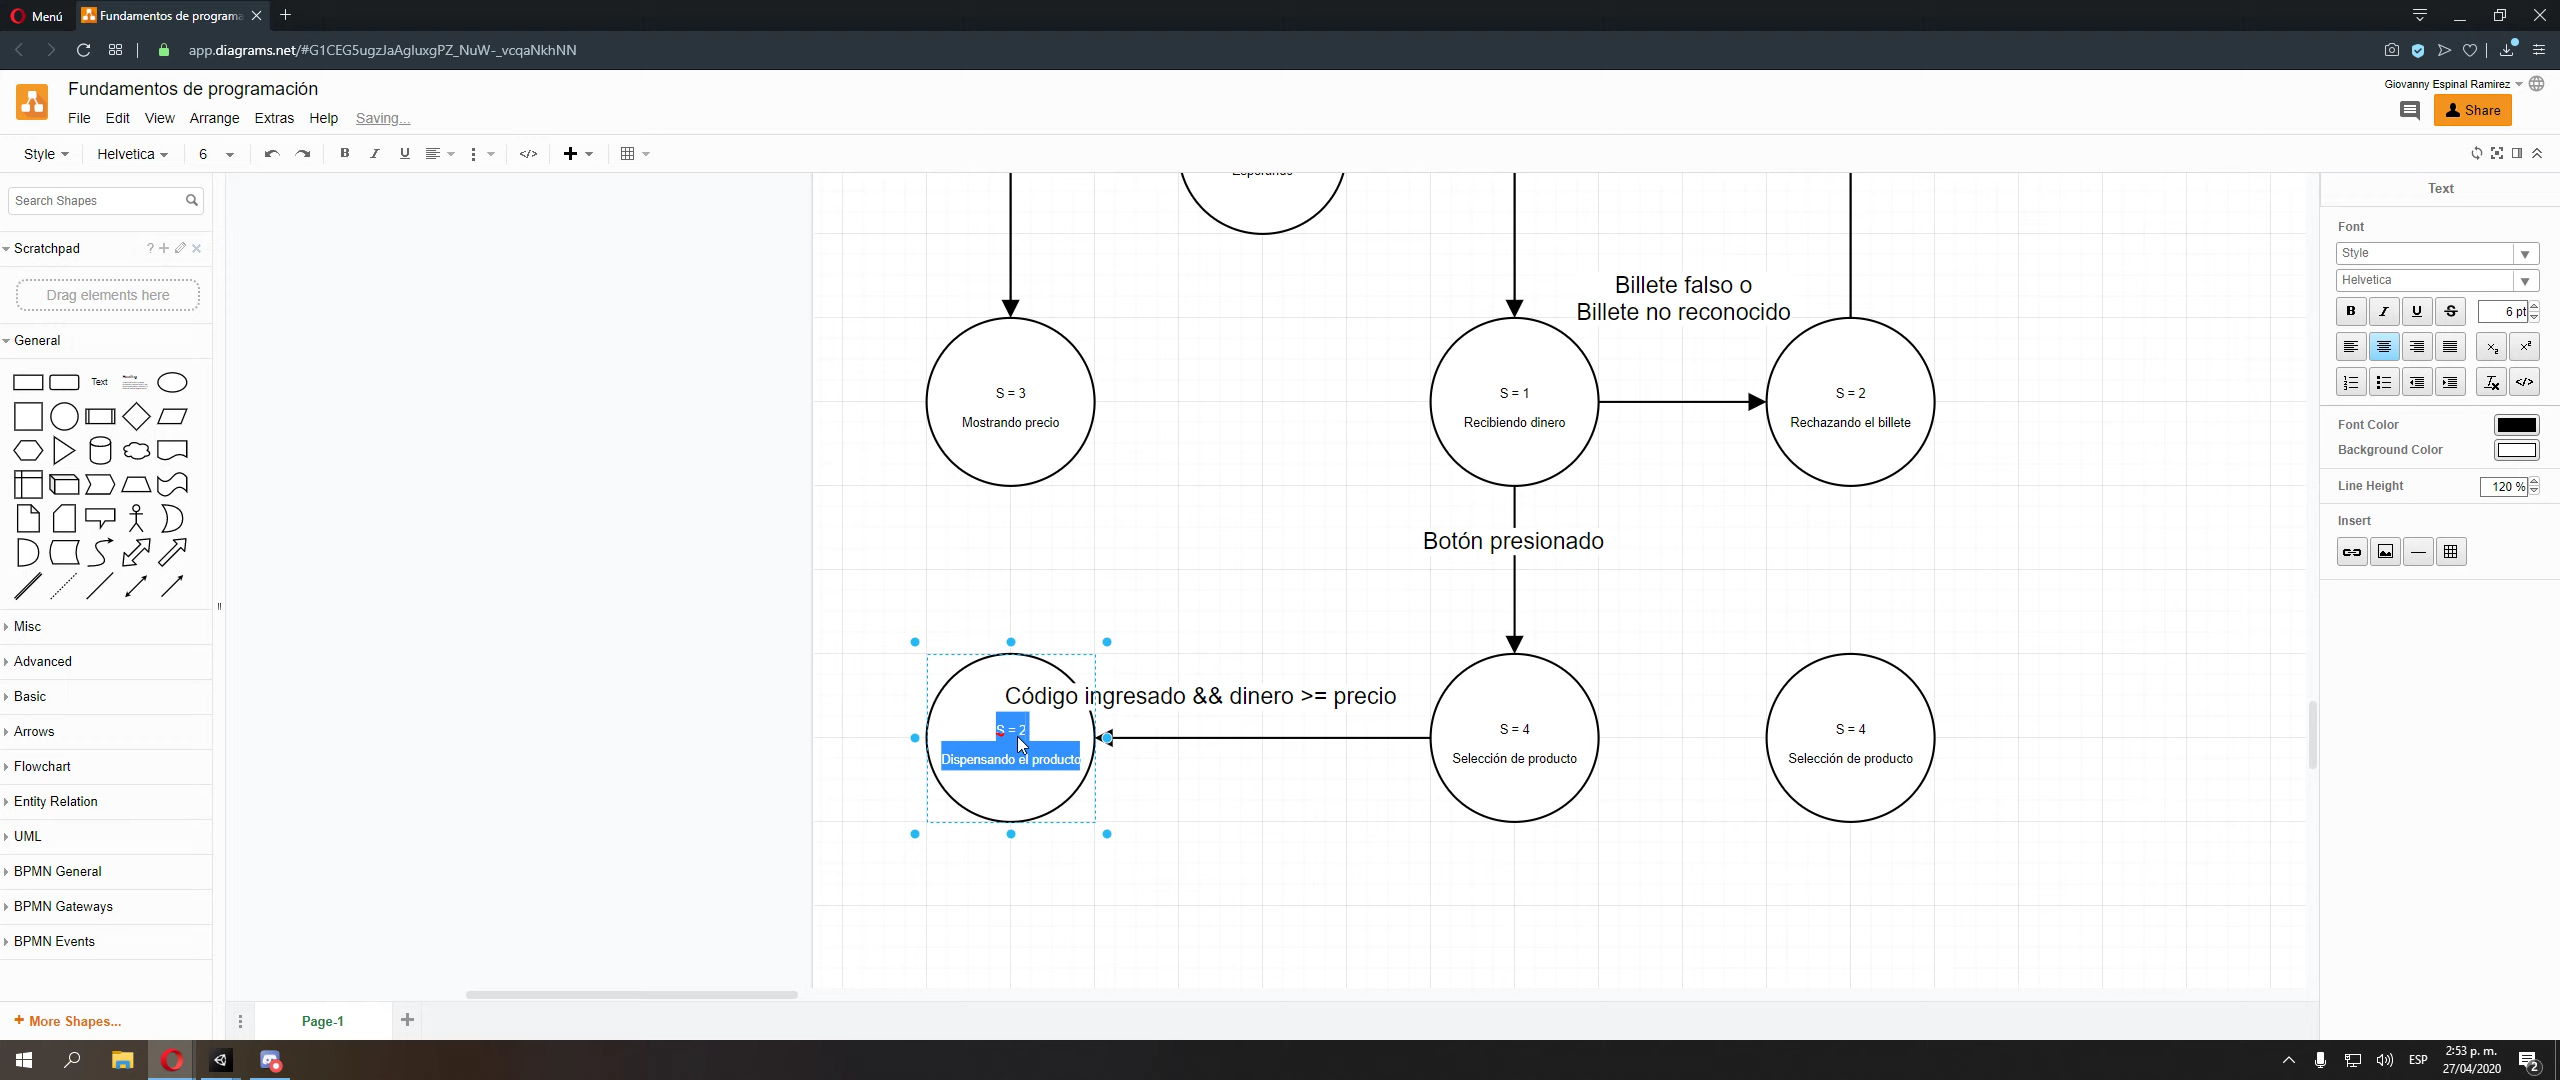 Menú
Fundamentos de programa
app.diagrams.net/#G1CEG5ugzJaAgluxgPZ_NuW-_vcqaNkhNN
Fundamentos de programación
Giovanny Espinal Ramirez
File Edit View Arrange Extras Help Saving...
Share
Style Helvetica 6 B I U
Search Shapes
Scratchpad
Drag elements here
General
Text
Heading
Misc
Advanced
Basic
Arrows
Flowchart
Entity Relation
UML
BPMN General
BPMN Gateways
BPMN Events
+ More Shapes...
Esperando
Billete falso o
Billete no reconocido
S = 3
Mostrando precio
S = 1
Recibiendo dinero
S = 2
Rechazando el billete
Botón presionado
Código ingresado && dinero >= precio
S = 2
Dispensando el producto
S = 4
Selección de producto
S = 4
Selección de producto
Page-1
Text
Font
Style
Helvetica
B I U S 6 pt
Font Color
Background Color
Line Height 120 %
Insert
ESP
2:53 p. m.
27/04/2020
2